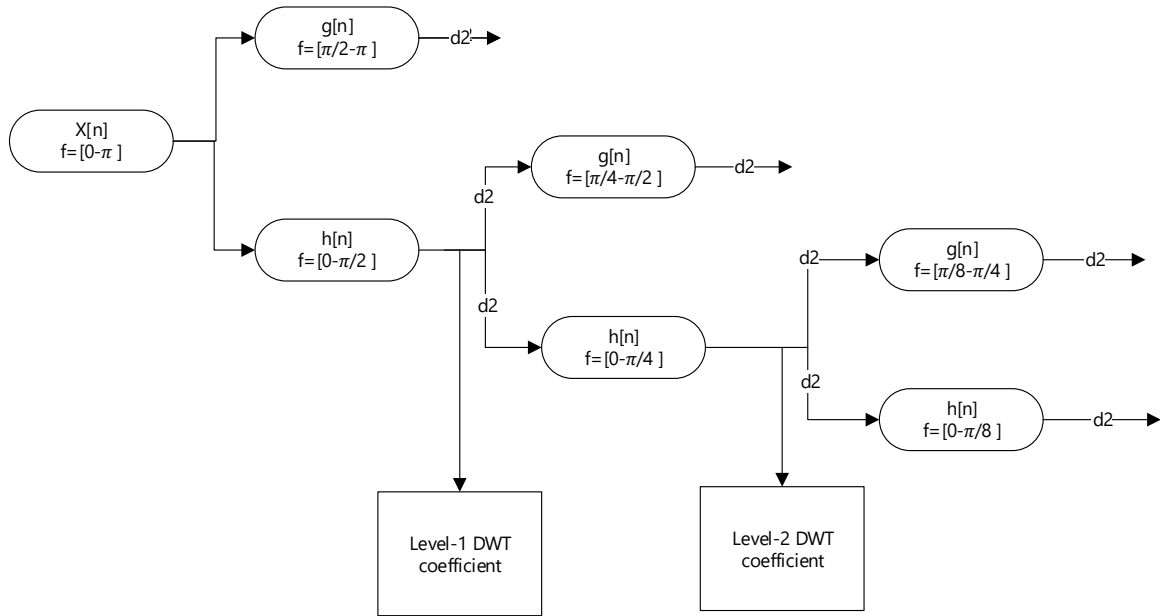 g[n]
f=[π/2-π ]
d2'
X[n]
f=[0-π ]
g[n]
f=[π/4-π/2 ]
d2
d2
h[n]
f=[0-π/2 ]
g[n]
f=[π/8-π/4 ]
d2
d2
d2
h[n]
f=[0-π/4 ]
d2
h[n]
f=[0-π/8 ]
d2
Level-1 DWT
coefficient
Level-2 DWT
coefficient